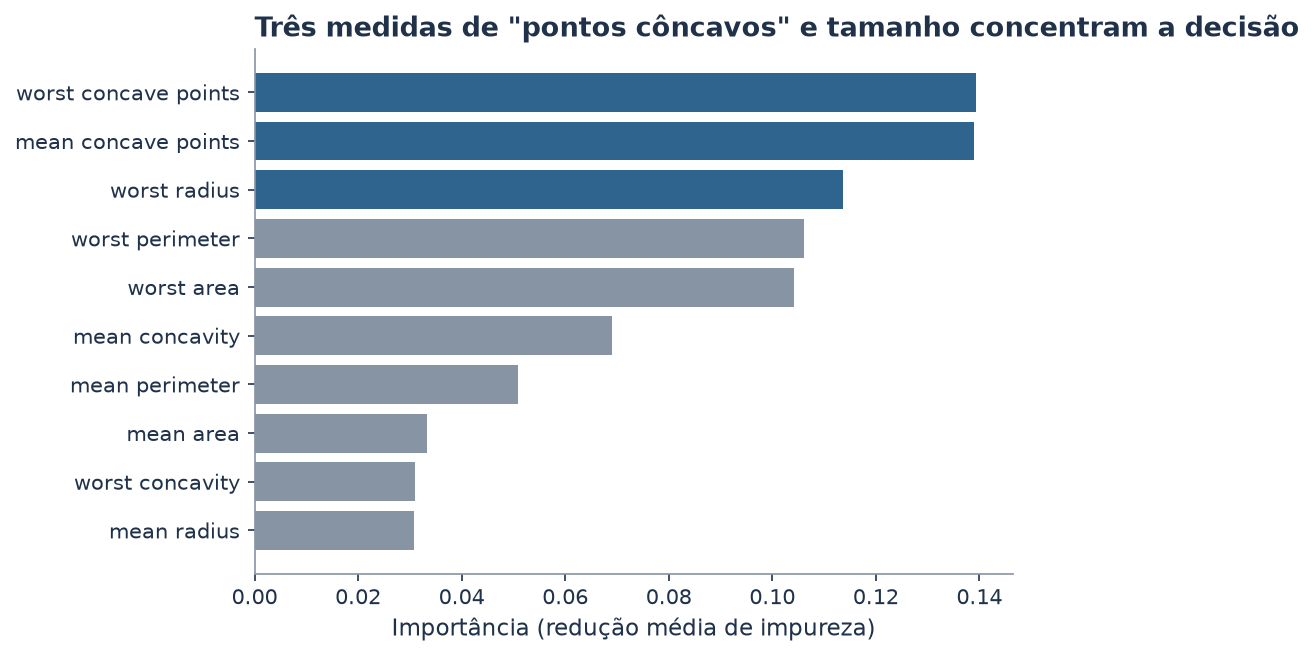 Três medidas de "pontos côncavos" e tamanho concentram a decisão
worst concave points
mean concave points
worst radius
worst perimeter
worst area
mean concavity
mean perimeter
mean area
worst concavity
mean radius
0.00 0.02 0.04 0.06 0.08 0.10 0.12 0.14
Importância (redução média de impureza)